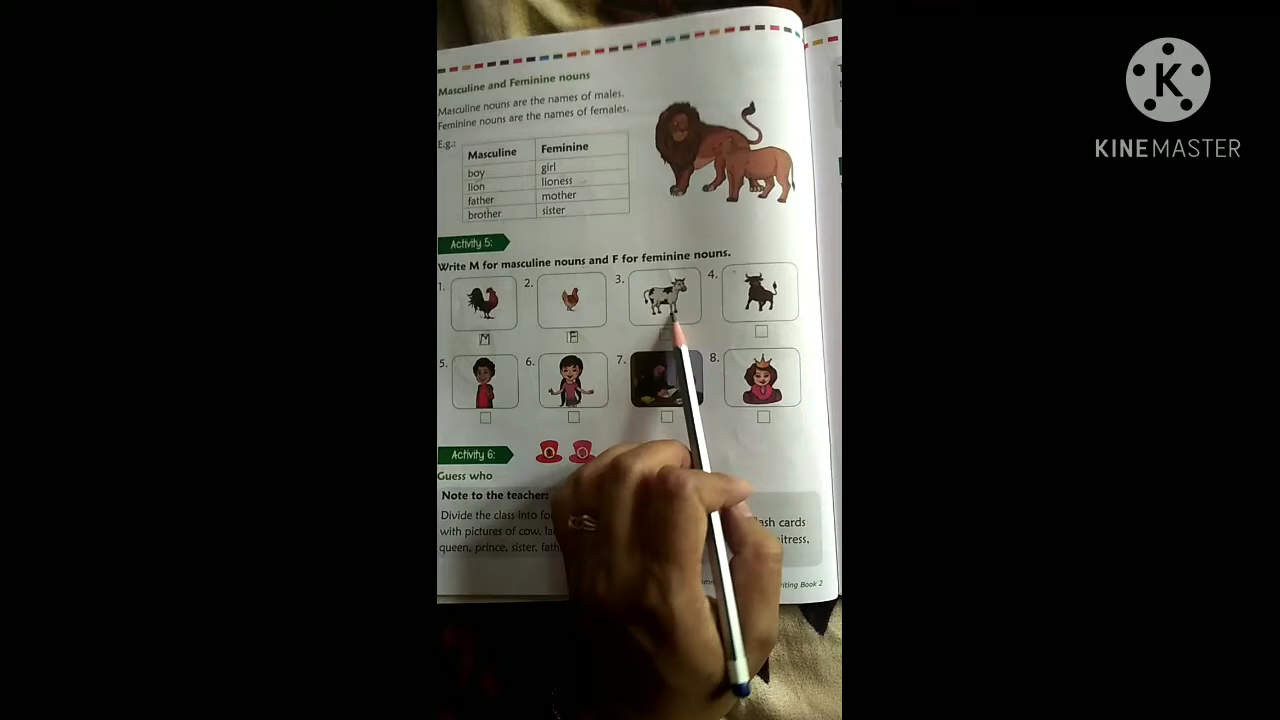 K
KINEMASTER
Masculine and Feminine nouns
Masculine nouns are the names of males.
Feminine nouns are the names of females.
E.g.:
Masculine Feminine
boy girl
lion lioness
father mother
brother sister
Activity 5:
Write M for masculine nouns and F for feminine nouns.
1. 2. 3. 4.
M F
5. 6. 7. 8.
Activity 6:
Guess who
Note to the teacher:
Divide the class into
with pictures of cow, cards
queen, prince, sister,
Book 2